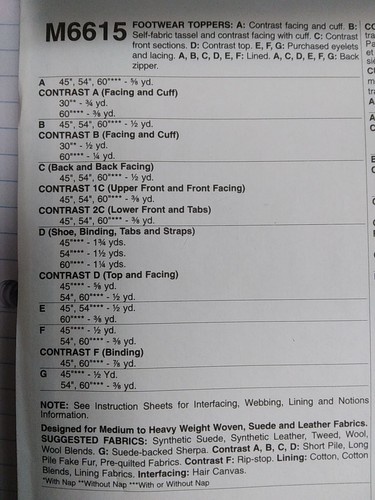 M6615
FOOTWEAR TOPPERS: A: Contrast facing and cuff. B:
Self-fabric tassel and contrast facing with cuff. C: Contrast
front sections. D: Contrast top. E, F, G: Purchased eyelets
and lacing. A, B, C, D, E, F: Lined. A, C, D, E, F, G: Back
zipper.
A 45", 54", 60"*** - ⅝ yd.
CONTRAST A (Facing and Cuff)
30"* - ¾ yd.
60"*** - ⅜ yd.
B 45", 54", 60"*** - ½ yd.
CONTRAST B (Facing and Cuff)
30"* - ½ yd.
60"*** - ¼ yd.
C (Back and Back Facing)
45", 54", 60"*** - ½ yd.
CONTRAST 1C (Upper Front and Front Facing)
45", 54", 60"*** - ⅜ yd.
CONTRAST 2C (Lower Front and Tabs)
45", 54", 60"*** - ⅜ yd.
D (Shoe, Binding, Tabs and Straps)
45"*** - 1¾ yds.
54"*** - 1½ yds.
60"*** - 1¼ yds.
CONTRAST D (Top and Facing)
45"*** - ⅝ yd.
54", 60"*** - ½ yd.
E 45", 54"*** - ½ yd.
60"*** - ⅜ yd.
F 45"*** - ½ yd.
54", 60"*** - ⅜ yd.
CONTRAST F (Binding)
45", 60"*** - ⅞ yd.
G 45"*** - ½ Yd.
54", 60"*** - ⅜ yd.
NOTE: See Instruction Sheets for Interfacing, Webbing, Lining and Notions
Information.
Designed for Medium to Heavy Weight Woven, Suede and Leather Fabrics.
SUGGESTED FABRICS: Synthetic Suede, Synthetic Leather, Tweed, Wool,
Wool Blends. G: Suede-backed Sherpa. Contrast A, B, C, D: Short Pile, Long
Pile Fake Fur, Pre-quilted Fabrics. Contrast F: Rip-stop. Lining: Cotton, Cotton
Blends, Lining Fabrics. Interfacing: Hair Canvas.
*With Nap **Without Nap ***With or Without Nap